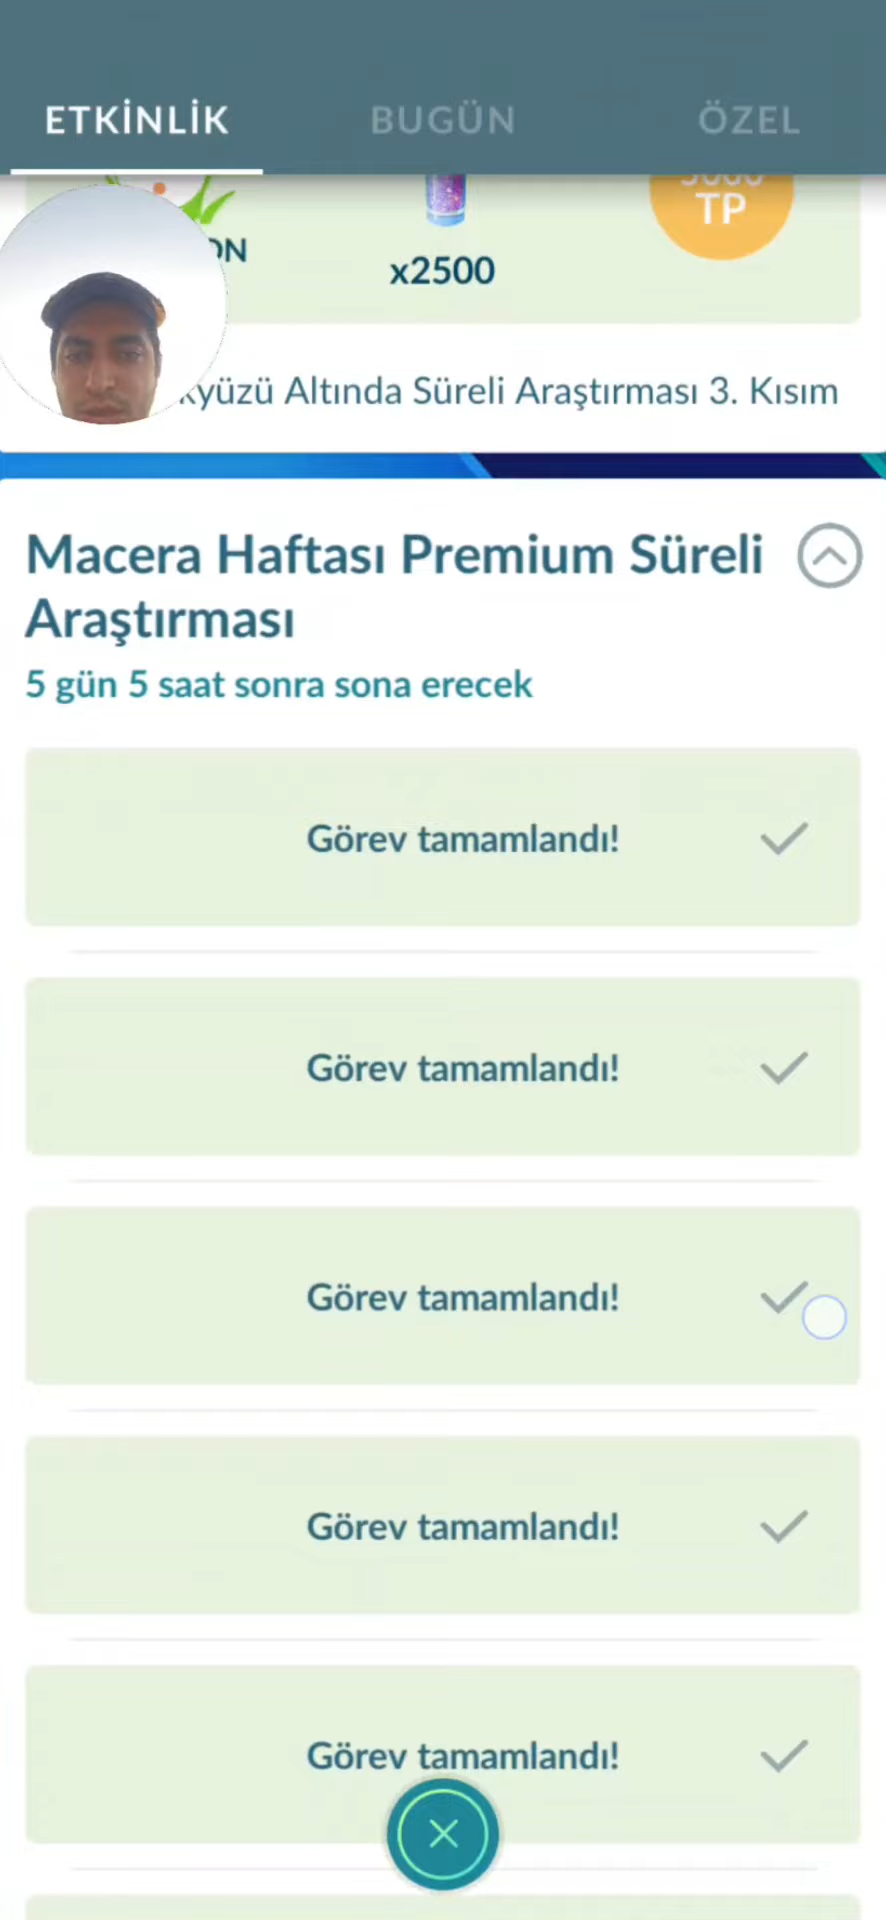 ETKİNLİK BUGÜN ÖZEL
TP
x2500
Altında Süreli Araştırması 3. Kısım
Macera Haftası Premium Süreli
Araştırması
5 gün 5 saat sonra sona erecek
Görev tamamlandı!
Görev tamamlandı!
Görev tamamlandı!
Görev tamamlandı!
Görev tamamlandı!